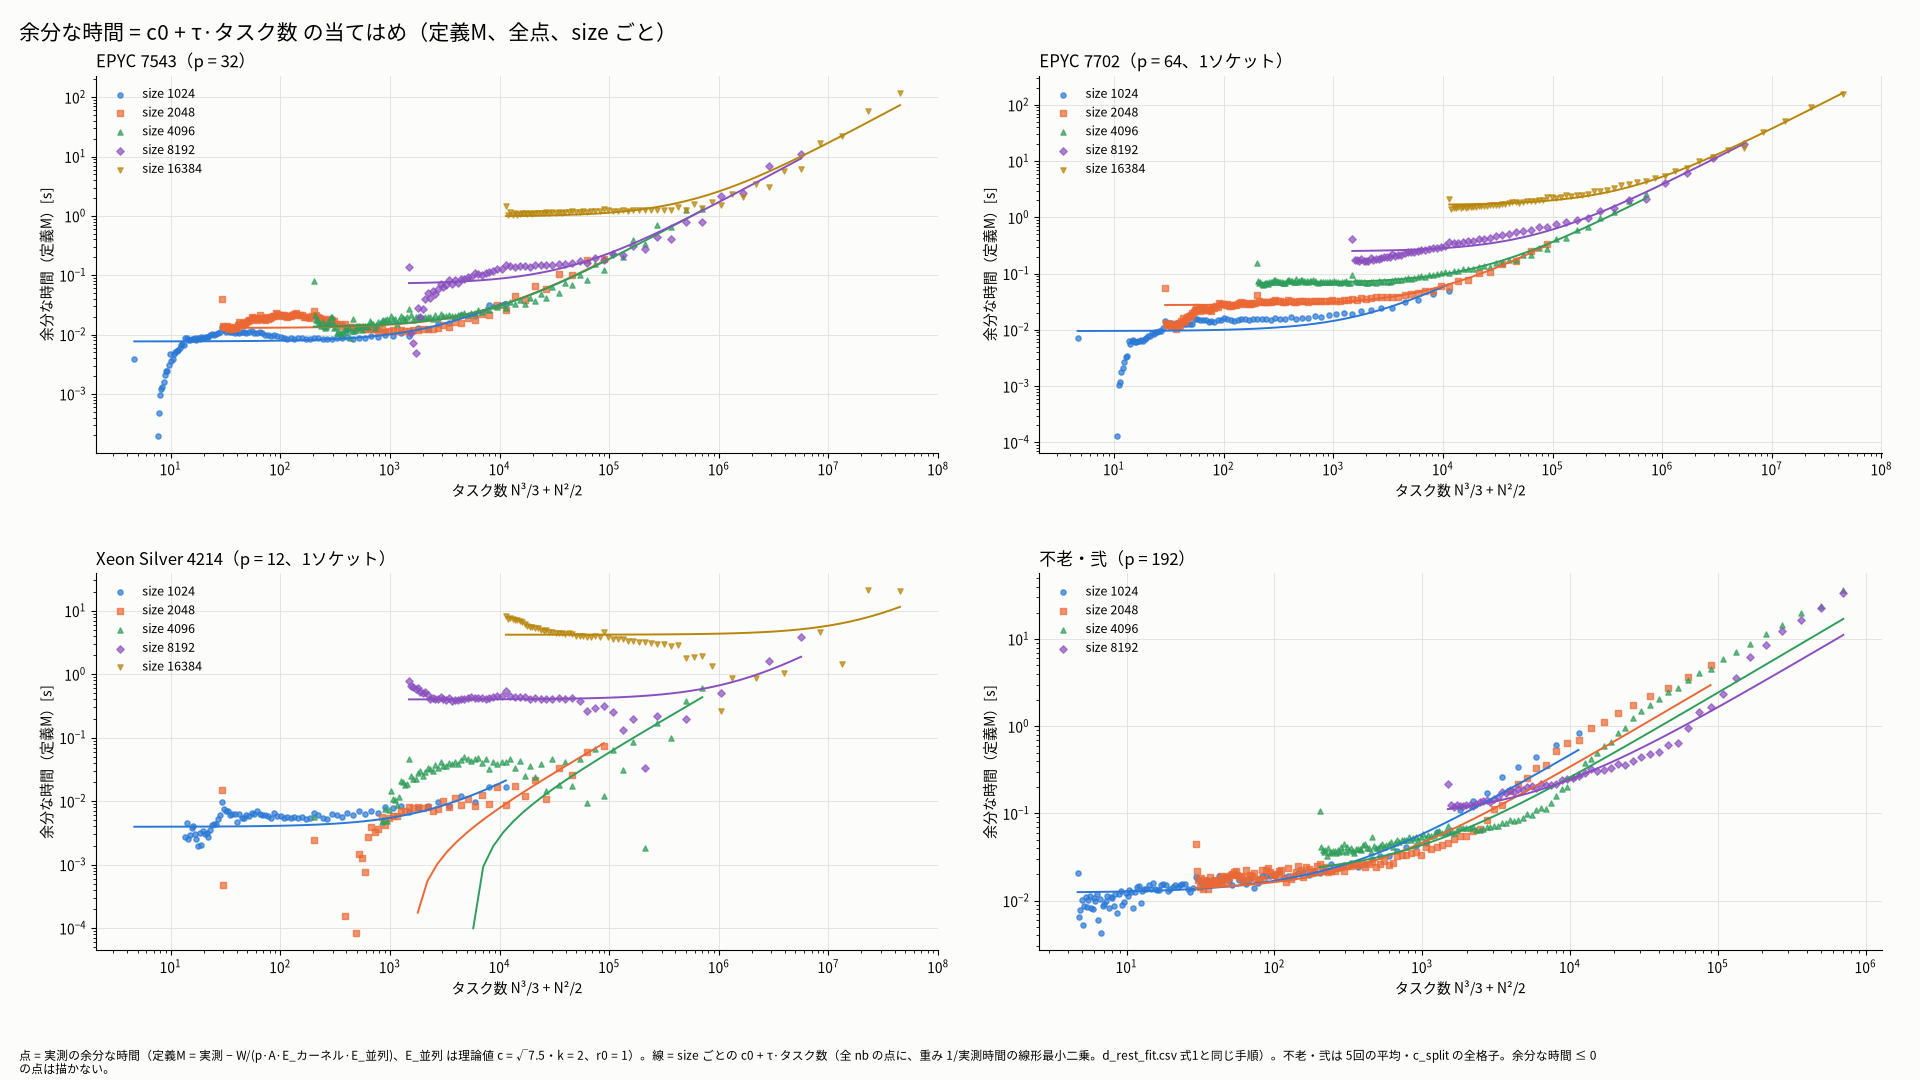 余分な時間 = c0 + τ·タスク数 の当てはめ（定義M、全点、size ごと）
EPYC 7543（p = 32）
size 1024
size 2048
size 4096
size 8192
size 16384
余分な時間（定義M）[s]
10²
10¹
10⁰
10⁻¹
10⁻²
10⁻³
10¹ 10² 10³ 10⁴ 10⁵ 10⁶ 10⁷ 10⁸
タスク数 N³/3 + N²/2
EPYC 7702（p = 64、1ソケット）
size 1024
size 2048
size 4096
size 8192
size 16384
余分な時間（定義M）[s]
10²
10¹
10⁰
10⁻¹
10⁻²
10⁻³
10⁻⁴
10¹ 10² 10³ 10⁴ 10⁵ 10⁶ 10⁷ 10⁸
タスク数 N³/3 + N²/2
Xeon Silver 4214（p = 12、1ソケット）
size 1024
size 2048
size 4096
size 8192
size 16384
余分な時間（定義M）[s]
10¹
10⁰
10⁻¹
10⁻²
10⁻³
10⁻⁴
10¹ 10² 10³ 10⁴ 10⁵ 10⁶ 10⁷ 10⁸
タスク数 N³/3 + N²/2
不老・弐（p = 192）
size 1024
size 2048
size 4096
size 8192
余分な時間（定義M）[s]
10¹
10⁰
10⁻¹
10⁻²
10¹ 10² 10³ 10⁴ 10⁵ 10⁶
タスク数 N³/3 + N²/2
点 = 実測の余分な時間（定義M = 実測 − W/(p·A·E_カーネル·E_並列)、E_並列 は理論値 c = √7.5・k = 2、r0 = 1）。線 = size ごとの c0 + τ·タスク数（全 nb の点に、重み 1/実測時間の線形最小二乗。d_rest_fit.csv 式1と同じ手順）。不老・弐は 5回の平均・c_split の全格子。余分な時間 ≤ 0
の点は描かない。